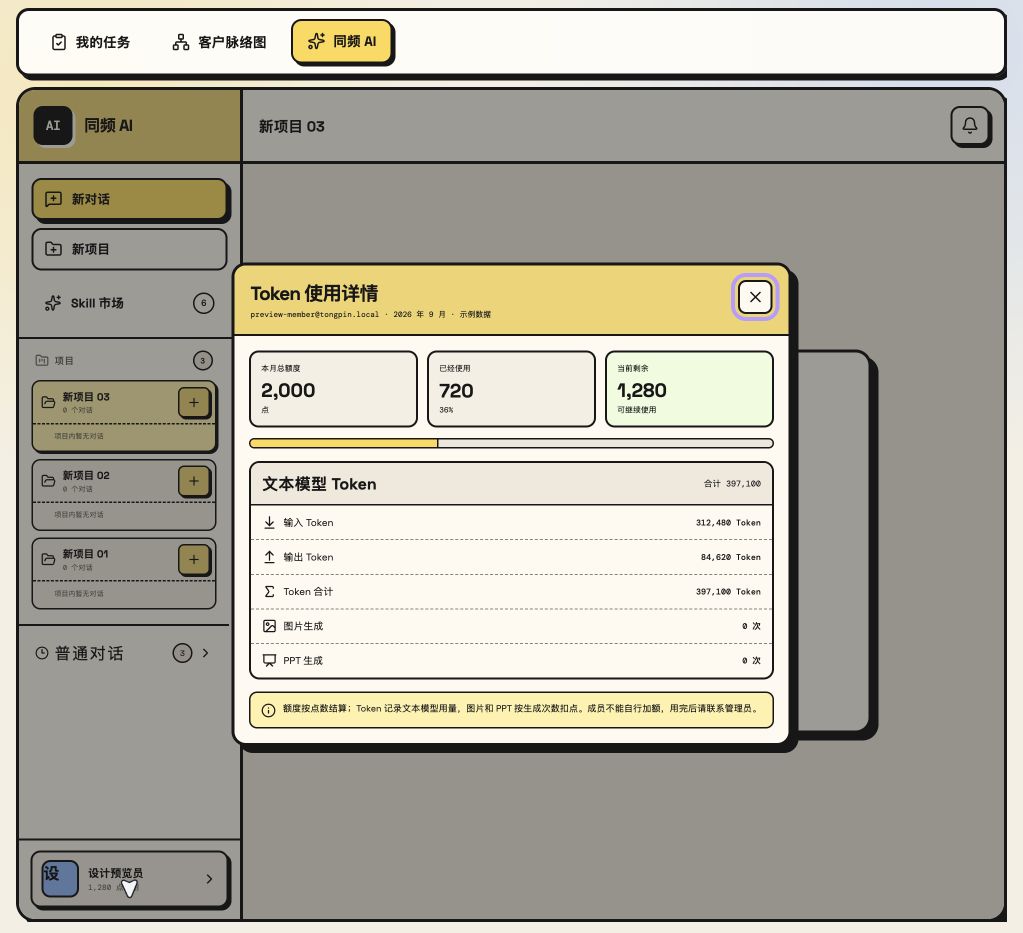 我的任务
客户脉络图
同频 AI
AI
同频 AI
新项目 03
新对话
新项目
Skill 市场
6
项目
3
新项目 03
0 个对话
+
项目内暂无对话
新项目 02
0 个对话
+
项目内暂无对话
新项目 01
0 个对话
+
项目内暂无对话
普通对话
3
设
设计预览员
1,280
Token 使用详情
preview-member@tongpin.local · 2026 年 9 月 · 示例数据
本月总额度
2,000
点
已经使用
720
36%
当前剩余
1,280
可继续使用
文本模型 Token
合计 397,100
输入 Token
312,480 Token
输出 Token
84,620 Token
Token 合计
397,100 Token
图片生成
0 次
PPT 生成
0 次
额度按点数结算；Token 记录文本模型用量，图片和 PPT 按生成次数扣点。成员不能自行加额，用完后请联系管理员。